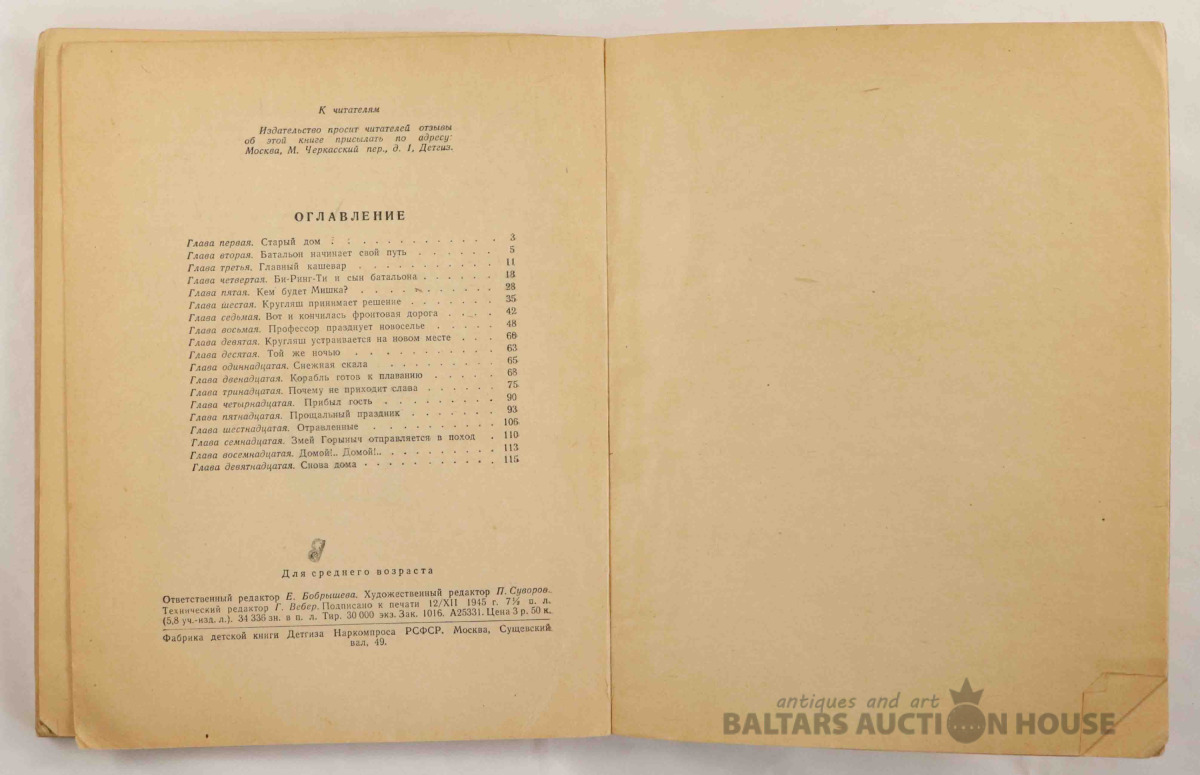 К читателям
Издательство просит читателей отзывы
об этой книге присылать по адресу:
Москва, М. Черкасский пер., д. 1, Детгиз.
ОГЛАВЛЕНИЕ
Глава первая. Старый дом . . . . . . . . . . . . 3
Глава вторая. Батальон начинает свой путь . . . . . . 5
Глава третья. Главный кашевар . . . . . . . . . . 11
Глава четвертая. Би-Ринг-Ти и сын батальона . . . . . . 18
Глава пятая. Кем будет Мишка? . . . . . . . . . . 28
Глава шестая. Кругляш принимает решение . . . . . . . 35
Глава седьмая. Вот и кончилась фронтовая дорога . . . . 42
Глава восьмая. Профессор празднует новоселье . . . . . 48
Глава девятая. Кругляш устраивается на новом месте . . . 60
Глава десятая. Той же ночью . . . . . . . . . . 63
Глава одиннадцатая. Снежная скала . . . . . . . . . 65
Глава двенадцатая. Корабль готов к плаванию . . . . . 68
Глава тринадцатая. Почему не приходит слава . . . . . . 75
Глава четырнадцатая. Прибыл гость . . . . . . . . . 90
Глава пятнадцатая. Прощальный праздник . . . . . . . 93
Глава шестнадцатая. Отравленные . . . . . . . . . . 106
Глава семнадцатая. Змей Горыныч отправляется в поход . 110
Глава восемнадцатая. Домой!.. Домой!.. . . . . . . . . 113
Глава девятнадцатая. Снова дома . . . . . . . . . . 115
Для среднего возраста
Ответственный редактор Е. Бобрышева. Художественный редактор П. Суворов.
Технический редактор Г. Вебер. Подписано к печати 12/XII 1945 г. 7½ п. л.
(5,8 уч.-изд. л.). 34 336 зн. в п. л. Тир. 30 000 экз. Зак. 1016. А25331. Цена 3 р. 50 к.
Фабрика детской книги Детгиза Наркомпроса РСФСР. Москва, Сущевский
вал, 49.
antiques and art
BALTARS AUCTION HOUSE